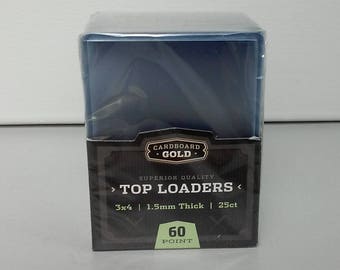 CARDBOARD
GOLD
SUPERIOR QUALITY
TOP LOADERS
3x4 | 1.5mm Thick | 25ct
60
POINT